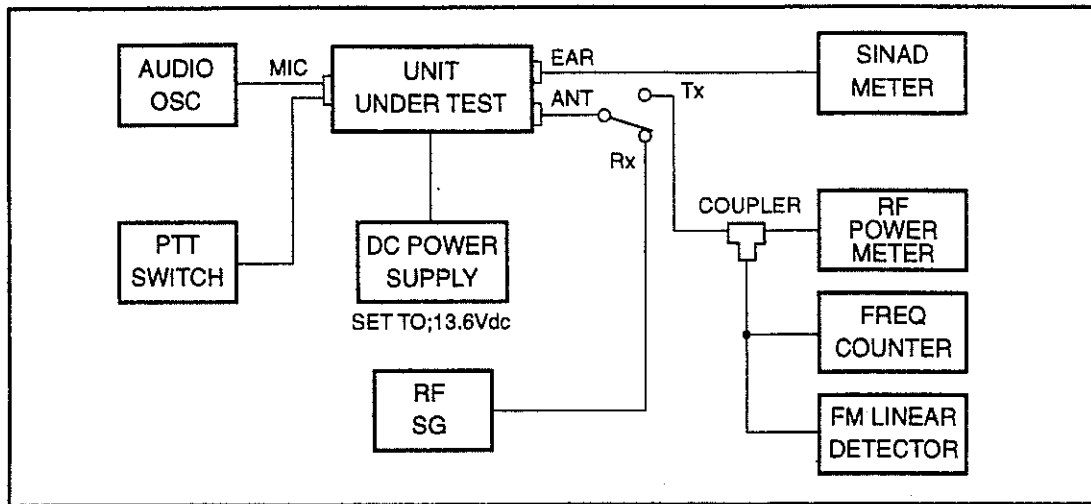 AUDIO
OSC
MIC
UNIT
UNDER TEST
EAR
ANT
Tx
Rx
SINAD
METER
PTT
SWITCH
DC POWER
SUPPLY
SET TO;13.6Vdc
COUPLER
RF
POWER
METER
FREQ
COUNTER
RF
SG
FM LINEAR
DETECTOR